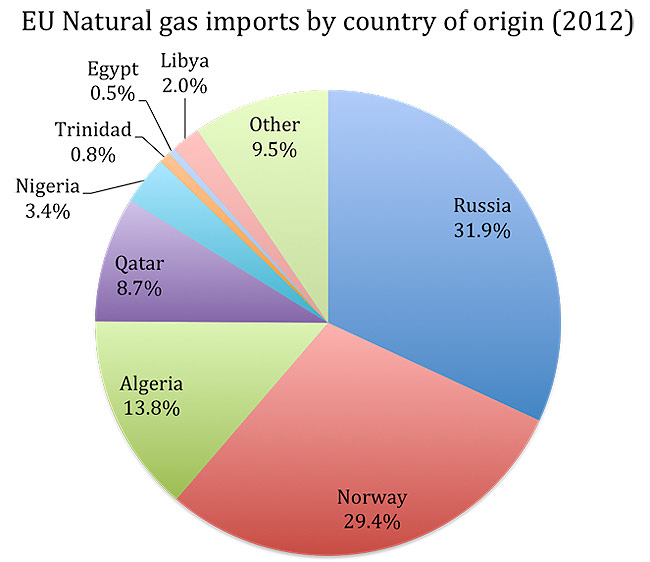 EU Natural gas imports by country of origin (2012)
Libya
2.0%
Egypt
0.5%
Trinidad
0.8%
Nigeria
3.4%
Other
9.5%
Russia
31.9%
Qatar
8.7%
Algeria
13.8%
Norway
29.4%